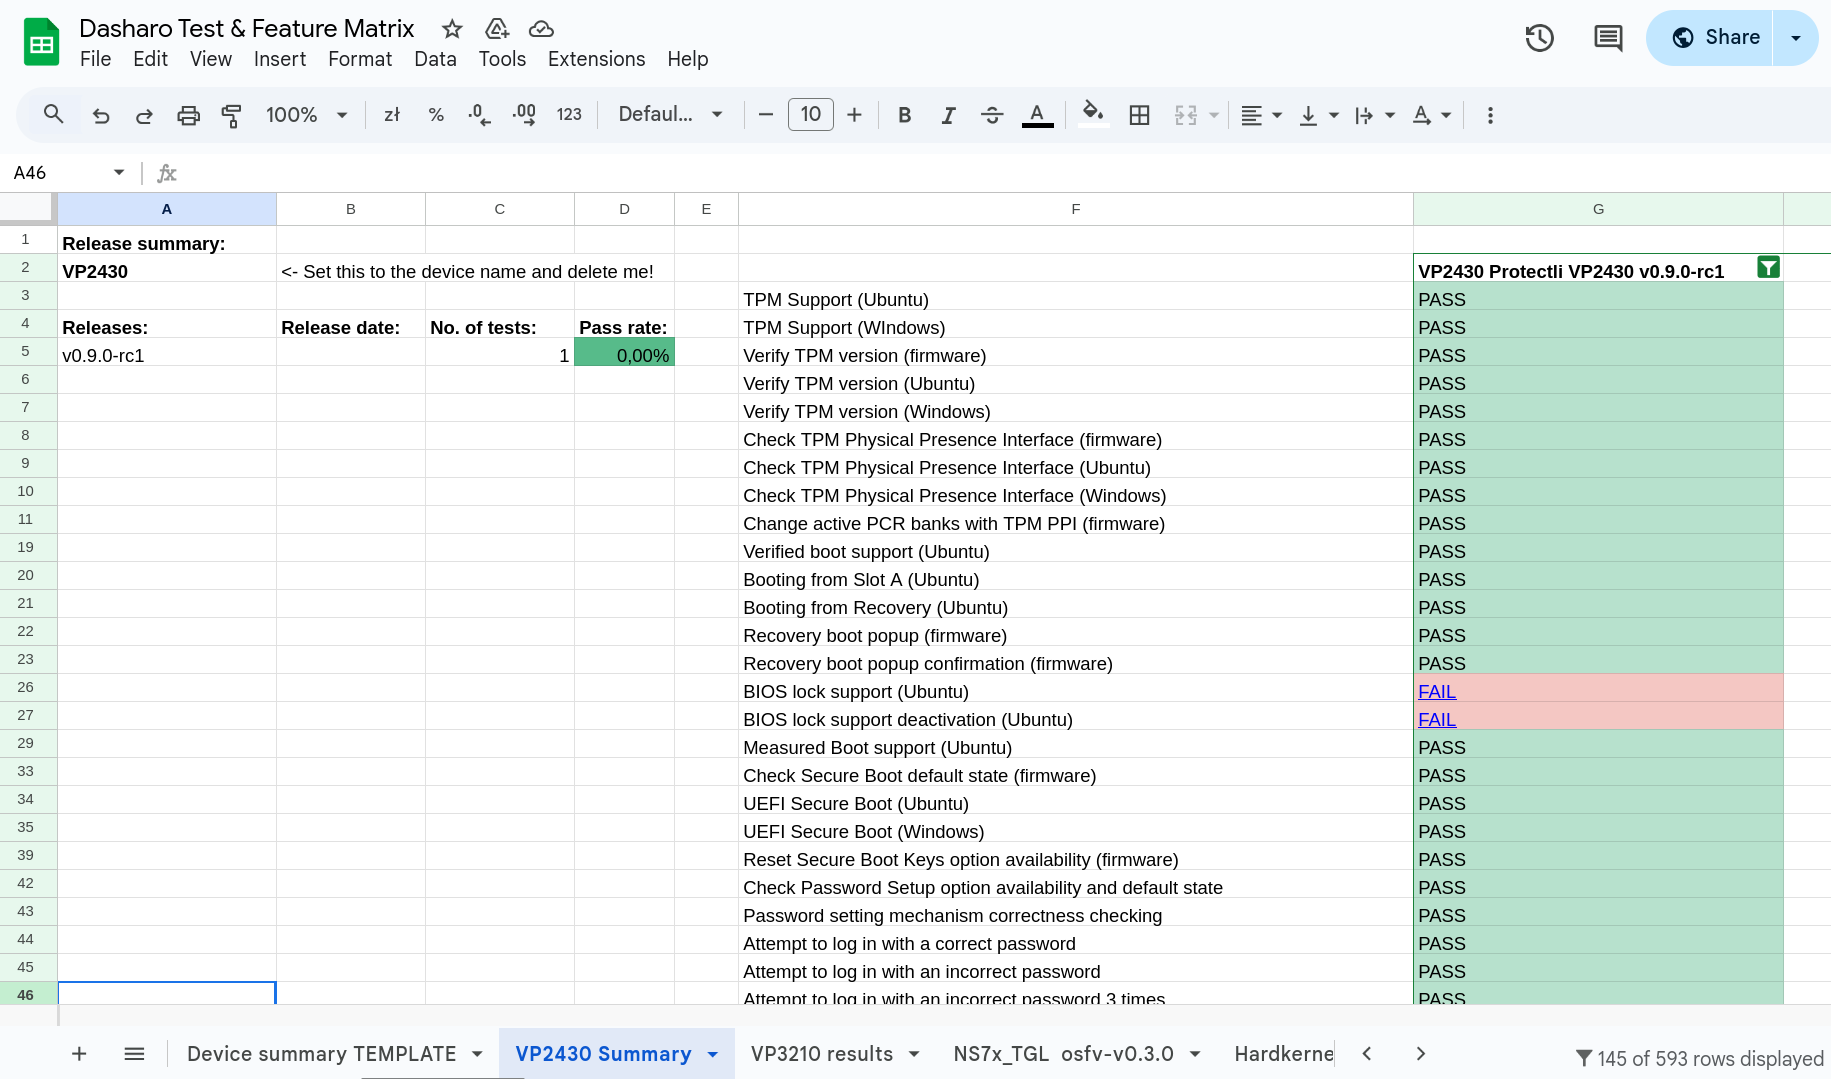 Dasharo Test & Feature Matrix
File Edit View Insert Format Data Tools Extensions Help
Share
100% zł % .0 .00 123 Defaul... 10 B I A A
A46 fx
A B C D E F G
1 Release summary:
2 VP2430 <- Set this to the device name and delete me! VP2430 Protectli VP2430 v0.9.0-rc1
3 TPM Support (Ubuntu) PASS
4 Releases: Release date: No. of tests: Pass rate: TPM Support (WIndows) PASS
5 v0.9.0-rc1 1 0,00% Verify TPM version (firmware) PASS
6 Verify TPM version (Ubuntu) PASS
7 Verify TPM version (Windows) PASS
8 Check TPM Physical Presence Interface (firmware) PASS
9 Check TPM Physical Presence Interface (Ubuntu) PASS
10 Check TPM Physical Presence Interface (Windows) PASS
11 Change active PCR banks with TPM PPI (firmware) PASS
19 Verified boot support (Ubuntu) PASS
20 Booting from Slot A (Ubuntu) PASS
21 Booting from Recovery (Ubuntu) PASS
22 Recovery boot popup (firmware) PASS
23 Recovery boot popup confirmation (firmware) PASS
26 BIOS lock support (Ubuntu) FAIL
27 BIOS lock support deactivation (Ubuntu) FAIL
29 Measured Boot support (Ubuntu) PASS
33 Check Secure Boot default state (firmware) PASS
34 UEFI Secure Boot (Ubuntu) PASS
35 UEFI Secure Boot (Windows) PASS
39 Reset Secure Boot Keys option availability (firmware) PASS
42 Check Password Setup option availability and default state PASS
43 Password setting mechanism correctness checking PASS
44 Attempt to log in with a correct password PASS
45 Attempt to log in with an incorrect password PASS
46 Attempt to log in with an incorrect password 3 times PASS
Device summary TEMPLATE VP2430 Summary VP3210 results NS7x_TGL osfv-v0.3.0 Hardkerne 145 of 593 rows displayed